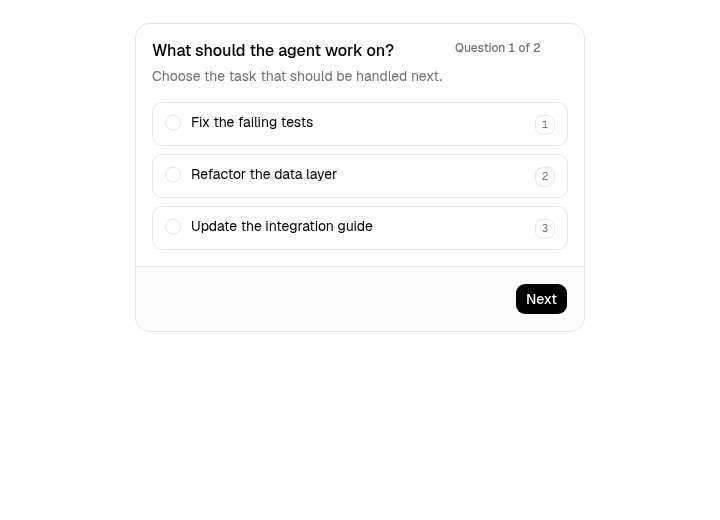 What should the agent work on?
Question 1 of 2
Choose the task that should be handled next.
Fix the failing tests
1
Refactor the data layer
2
Update the integration guide
3
Next